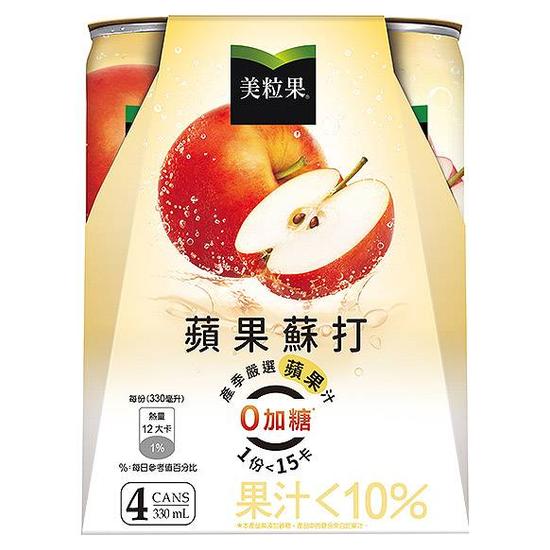 美粒果®
蘋果蘇打
產季嚴選蘋果汁
0加糖*
1份<15卡
每份(330毫升)
熱量
12大卡
1%
%:每日參考值百分比
4 CANS
330 mL
果汁<10%